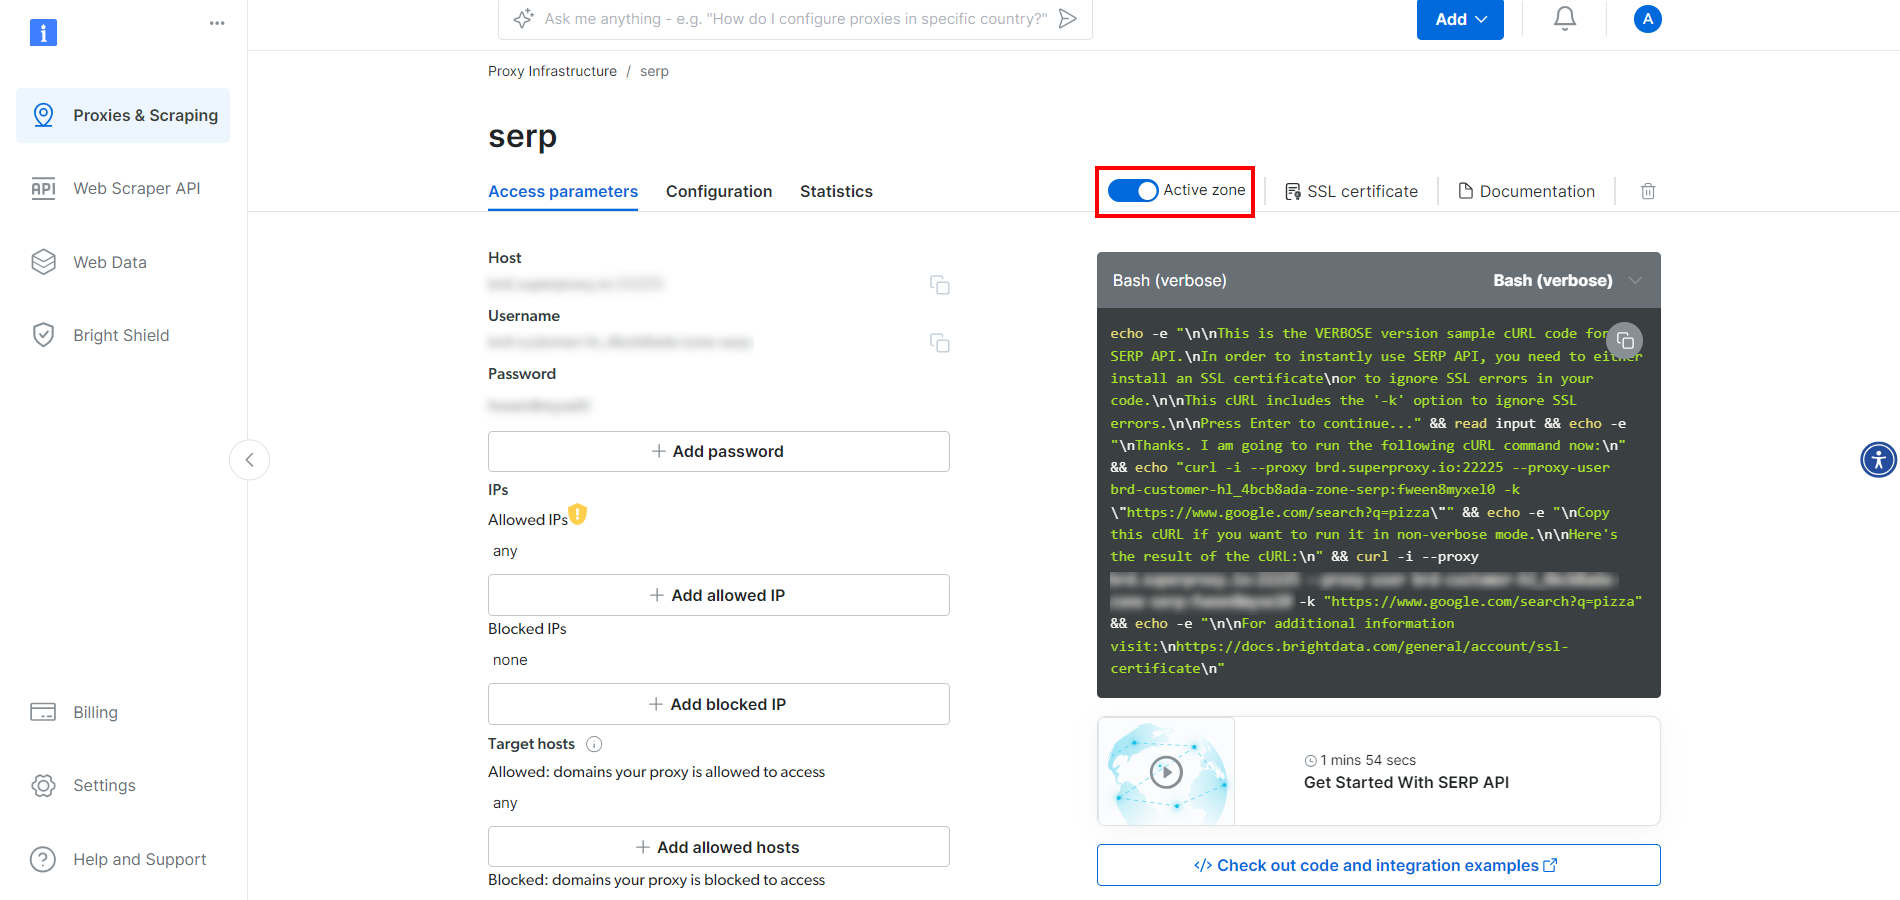 Ask me anything - e.g. "How do I configure proxies in specific country?"
Add
A
Proxies & Scraping
API Web Scraper API
Web Data
Bright Shield
Billing
Settings
Help and Support
Proxy Infrastructure / serp
serp
Access parameters Configuration Statistics
Active zone
SSL certificate
Documentation
Host
Username
Password
+ Add password
IPs
Allowed IPs
any
+ Add allowed IP
Blocked IPs
none
+ Add blocked IP
Target hosts
Allowed: domains your proxy is allowed to access
any
+ Add allowed hosts
Blocked: domains your proxy is blocked to access
Bash (verbose) Bash (verbose)
echo -e "\n\nThis is the VERBOSE version sample cURL code for
SERP API.\nIn order to instantly use SERP API, you need to either
install an SSL certificate\nor to ignore SSL errors in your
code.\n\nThis cURL includes the '-k' option to ignore SSL
errors.\n\nPress Enter to continue..." && read input && echo -e
"\nThanks. I am going to run the following cURL command now:\n"
&& echo "curl -i --proxy brd.superproxy.io:22225 --proxy-user
brd-customer-hl_4bcb8ada-zone-serp:fween8myxel0 -k
\"https://www.google.com/search?q=pizza\"" && echo -e "\nCopy
this cURL if you want to run it in non-verbose mode.\n\nHere's
the result of the cURL:\n" && curl -i --proxy
-k "https://www.google.com/search?q=pizza"
&& echo -e "\n\nFor additional information
visit:\nhttps://docs.brightdata.com/general/account/ssl-
certificate\n"
1 mins 54 secs
Get Started With SERP API
</> Check out code and integration examples